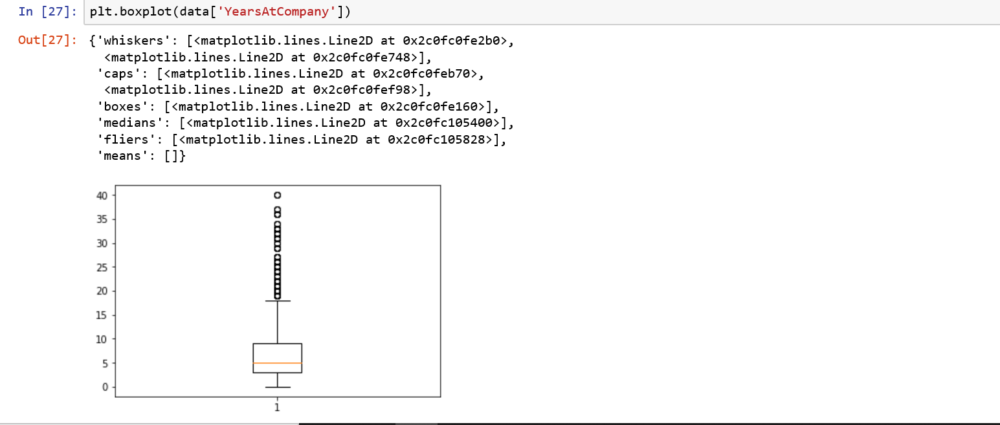 In [27]: plt.boxplot(data['YearsAtCompany'])
Out[27]: {'whiskers': [<matplotlib.lines.Line2D at 0x2c0fc0fe2b0>,
<matplotlib.lines.Line2D at 0x2c0fc0fe748>],
'caps': [<matplotlib.lines.Line2D at 0x2c0fc0feb70>,
<matplotlib.lines.Line2D at 0x2c0fc0fef98>],
'boxes': [<matplotlib.lines.Line2D at 0x2c0fc0fe160>],
'medians': [<matplotlib.lines.Line2D at 0x2c0fc105400>],
'fliers': [<matplotlib.lines.Line2D at 0x2c0fc105828>],
'means': []}
40
35
30
25
20
15
10
5
0
1